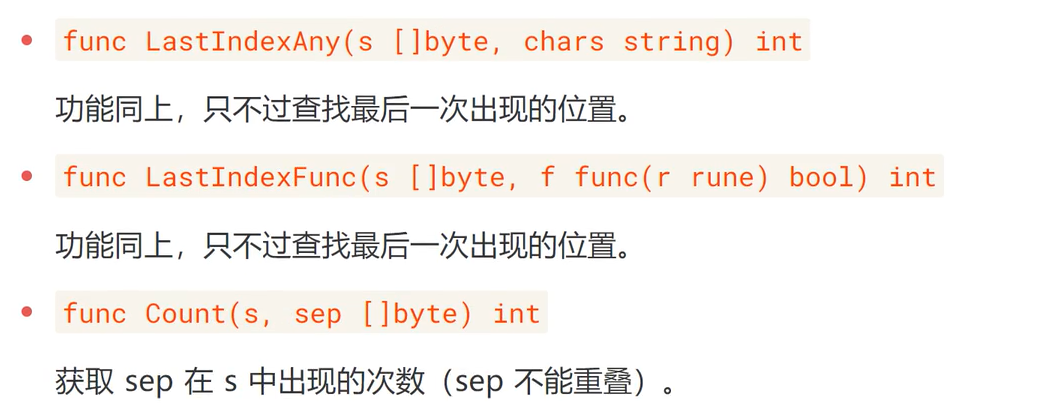 func LastIndexAny(s []byte, chars string) int
功能同上，只不过查找最后一次出现的位置。
func LastIndexFunc(s []byte, f func(r rune) bool) int
功能同上，只不过查找最后一次出现的位置。
func Count(s, sep []byte) int
获取 sep 在 s 中出现的次数（sep 不能重叠）。